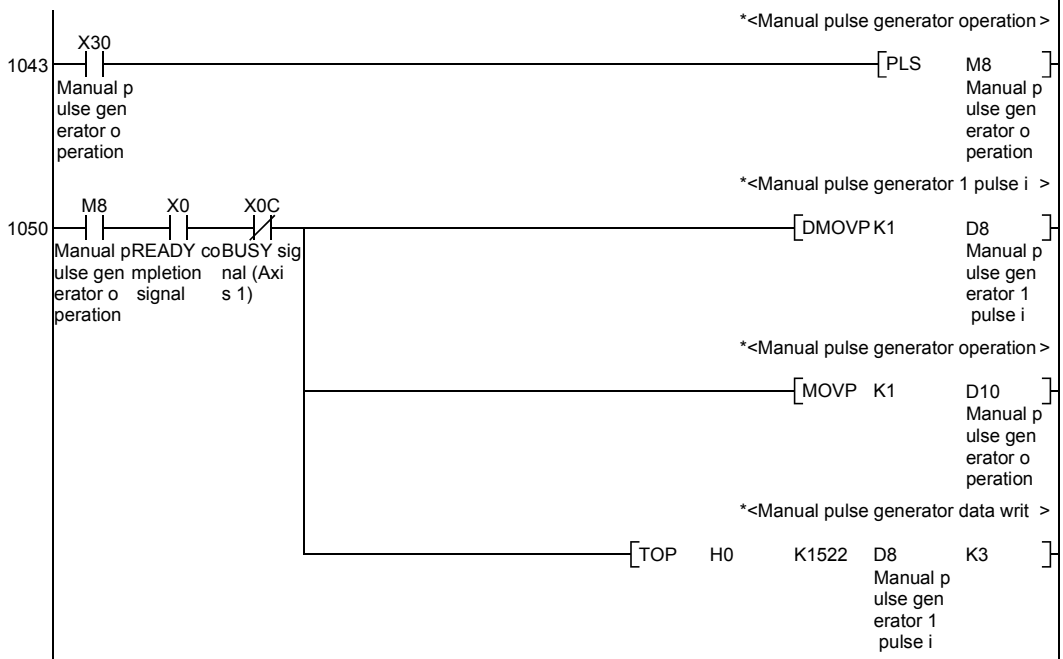 *<Manual pulse generator operation >
X30
1043
PLS M8
Manual p
ulse gen
erator o
peration
Manual p
ulse gen
erator o
peration
*<Manual pulse generator 1 pulse i >
M8 X0 X0C
1050
DMOVP K1 D8
Manual p
ulse gen
erator o
peration
READY co
mpletion
signal
BUSY sig
nal (Axi
s 1)
Manual p
ulse gen
erator 1
pulse i
*<Manual pulse generator operation >
MOVP K1 D10
Manual p
ulse gen
erator o
peration
*<Manual pulse generator data writ >
TOP H0 K1522 D8 K3
Manual p
ulse gen
erator 1
pulse i